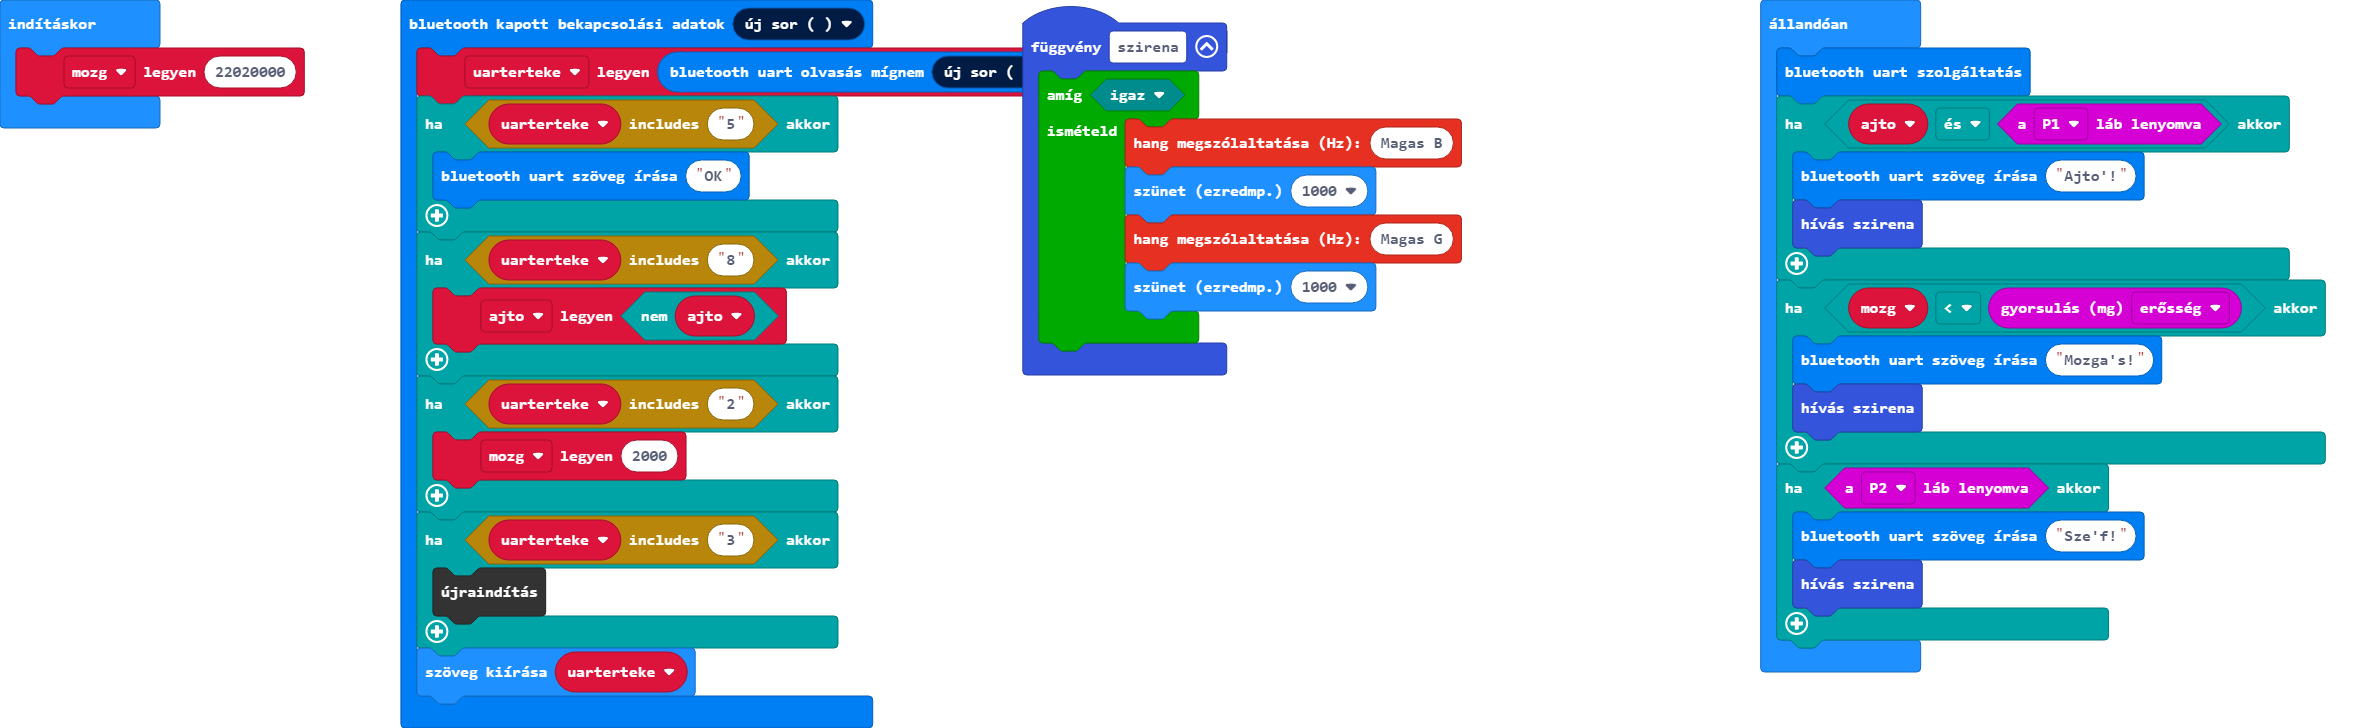 indításkor
mozg legyen 22020000
bluetooth kapott bekapcsolási adatok új sor ( )
uarterteke legyen bluetooth uart olvasás mígnem új sor (
ha uarterteke includes "5" akkor
bluetooth uart szöveg írása "OK"
ha uarterteke includes "8" akkor
ajto legyen nem ajto
ha uarterteke includes "2" akkor
mozg legyen 2000
ha uarterteke includes "3" akkor
újraindítás
szöveg kiírása uarterteke
függvény szirena
amíg igaz
ismételd
hang megszólaltatása (Hz): Magas B
szünet (ezredmp.) 1000
hang megszólaltatása (Hz): Magas G
szünet (ezredmp.) 1000
állandóan
bluetooth uart szolgáltatás
ha ajto és a P1 láb lenyomva akkor
bluetooth uart szöveg írása "Ajto'!"
hívás szirena
ha mozg < gyorsulás (mg) erősség akkor
bluetooth uart szöveg írása "Mozga's!"
hívás szirena
ha a P2 láb lenyomva akkor
bluetooth uart szöveg írása "Sze'f!"
hívás szirena